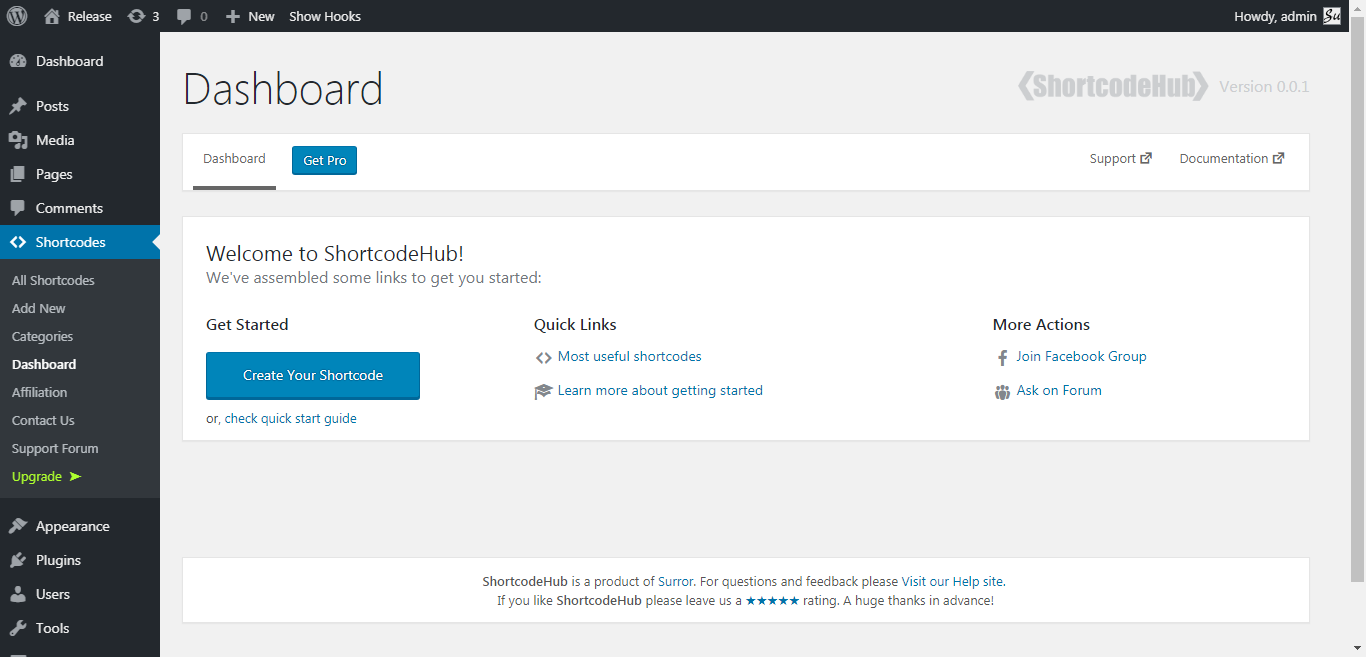 Release 3 0 New Show Hooks Howdy, admin Su
Dashboard
Posts
Media
Pages
Comments
Shortcodes
All Shortcodes
Add New
Categories
Dashboard
Affiliation
Contact Us
Support Forum
Upgrade ➤
Appearance
Plugins
Users
Tools
Dashboard
ShortcodeHub Version 0.0.1
Dashboard Get Pro Support Documentation
Welcome to ShortcodeHub!
We've assembled some links to get you started:
Get Started
Create Your Shortcode
or, check quick start guide
Quick Links
Most useful shortcodes
Learn more about getting started
More Actions
Join Facebook Group
Ask on Forum
ShortcodeHub is a product of Surror. For questions and feedback please Visit our Help site.
If you like ShortcodeHub please leave us a ★★★★★ rating. A huge thanks in advance!